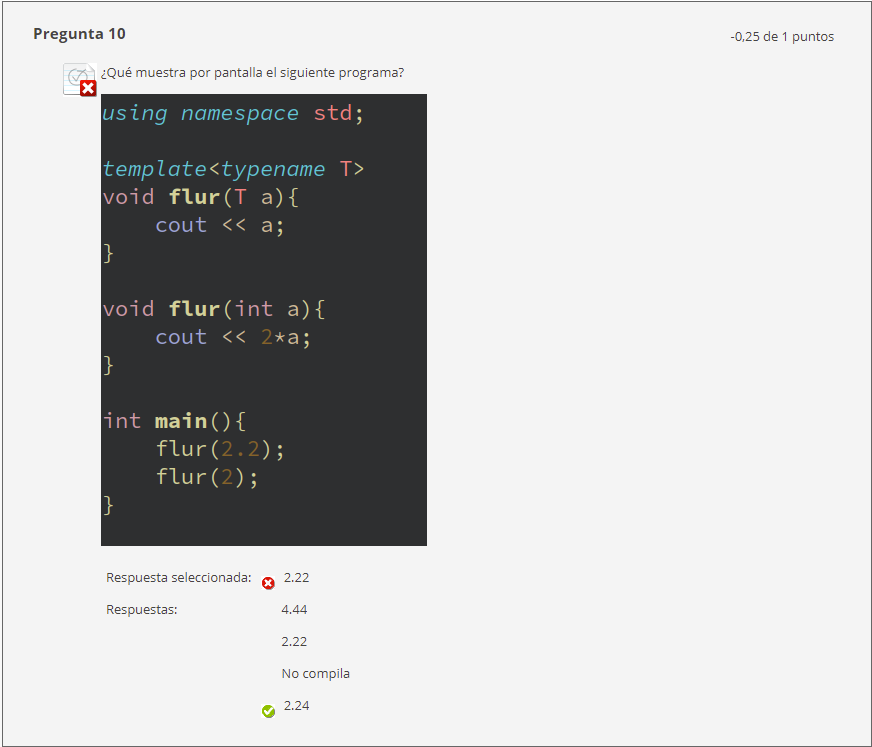 Pregunta 10
-0,25 de 1 puntos
¿Qué muestra por pantalla el siguiente programa?
using namespace std;
template<typename T>
void flur(T a){
    cout << a;
}
void flur(int a){
    cout << 2*a;
}
int main(){
    flur(2.2);
    flur(2);
}
Respuesta seleccionada: 2.22
Respuestas: 4.44
2.22
No compila
2.24